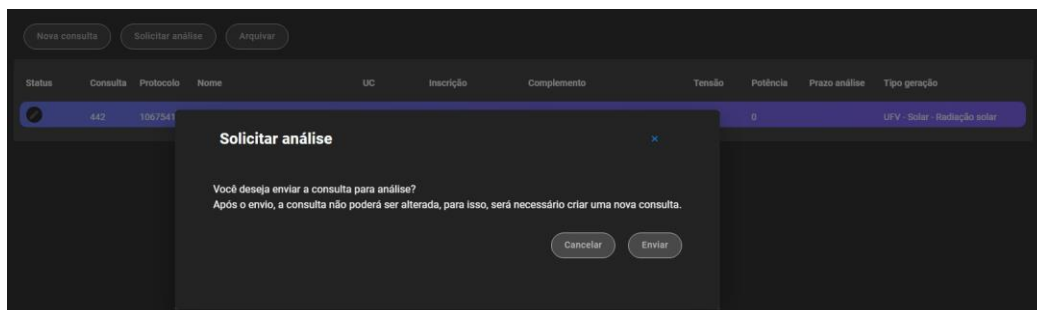 Nova consulta Solicitar análise Arquivar
Status Consulta Protocolo Nome UC Inscrição Complemento Tensão Potência Prazo análise Tipo geração
442 1067541 0 UFV - Solar - Radiação solar
Solicitar análise ×
Você deseja enviar a consulta para análise?
Após o envio, a consulta não poderá ser alterada, para isso, será necessário criar uma nova consulta.
Cancelar Enviar